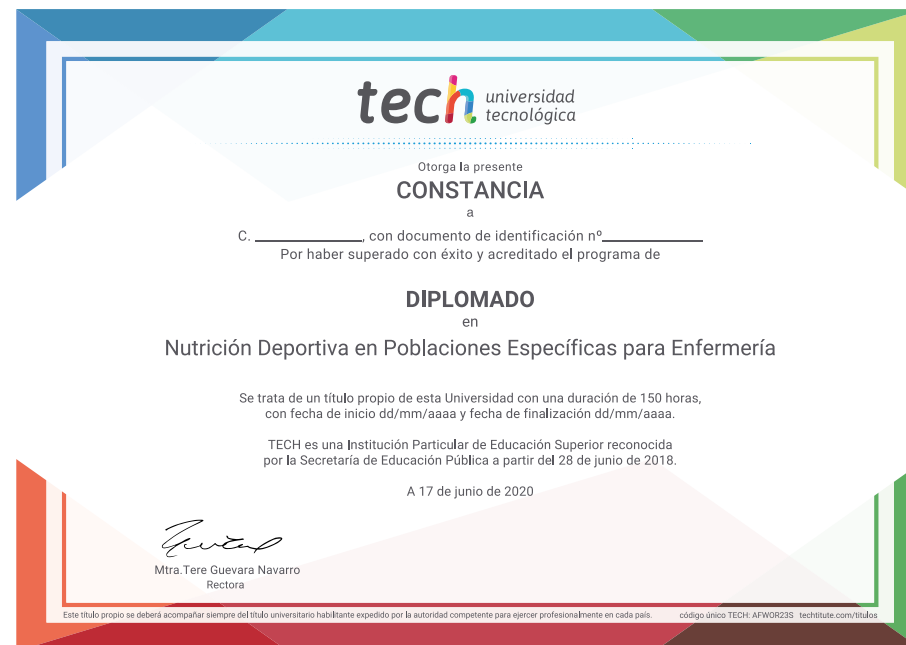 tech universidad
tecnológica
Otorga la presente
CONSTANCIA
a
C. ____________, con documento de identificación nº____________
Por haber superado con éxito y acreditado el programa de
DIPLOMADO
en
Nutrición Deportiva en Poblaciones Específicas para Enfermería
Se trata de un título propio de esta Universidad con una duración de 150 horas,
con fecha de inicio dd/mm/aaaa y fecha de finalización dd/mm/aaaa.
TECH es una Institución Particular de Educación Superior reconocida
por la Secretaría de Educación Pública a partir del 28 de junio de 2018.
A 17 de junio de 2020
Mtra.Tere Guevara Navarro
Rectora
Este título propio se deberá acompañar siempre del título universitario habilitante expedido por la autoridad competente para ejercer profesionalmente en cada país. código único TECH: AFWOR23S techtitute.com/titulos